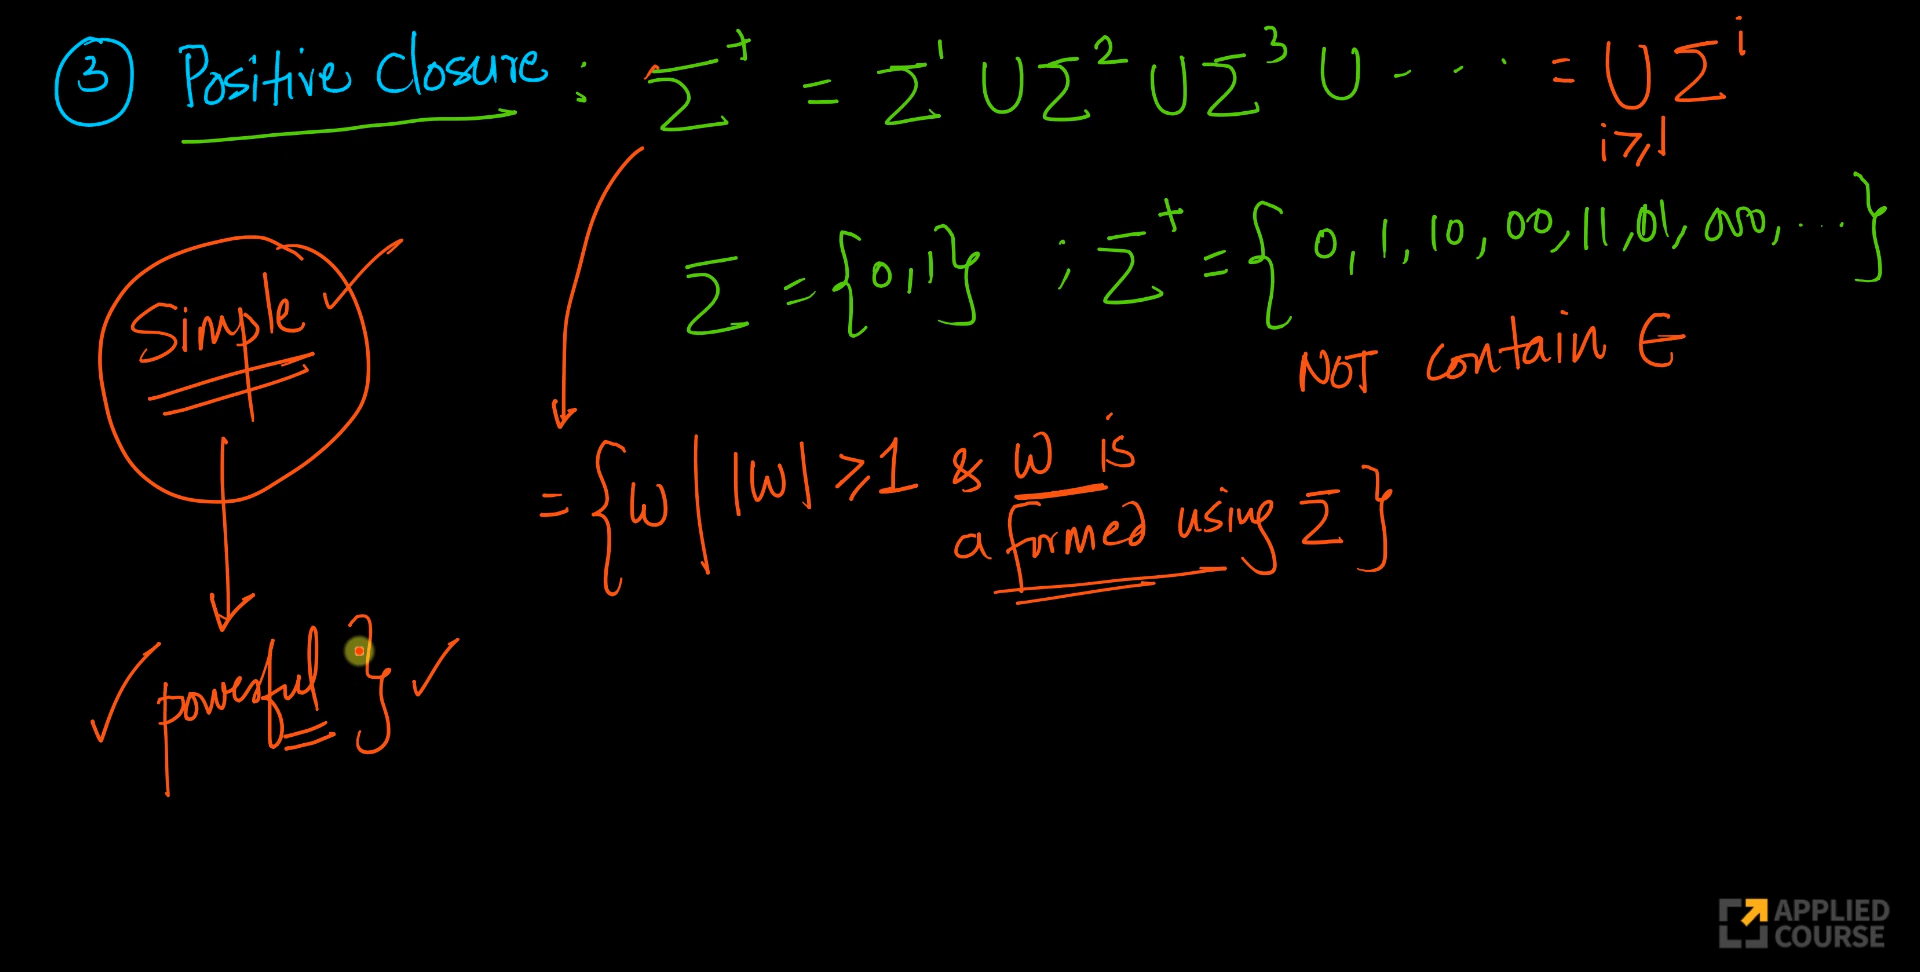 ③ Positive Closure : Σ⁺ = Σ¹ ∪ Σ² ∪ Σ³ ∪ - - - · = ∪ Σⁱ
i≥1
Σ = {0,1} ; Σ⁺ = {0, 1, 10, 00, 11, 01, 000, ...}
Simple
NOT contain ∈
= {w | |w| ≥ 1 & w is
a formed using Σ}
powerful }
APPLIED
COURSE